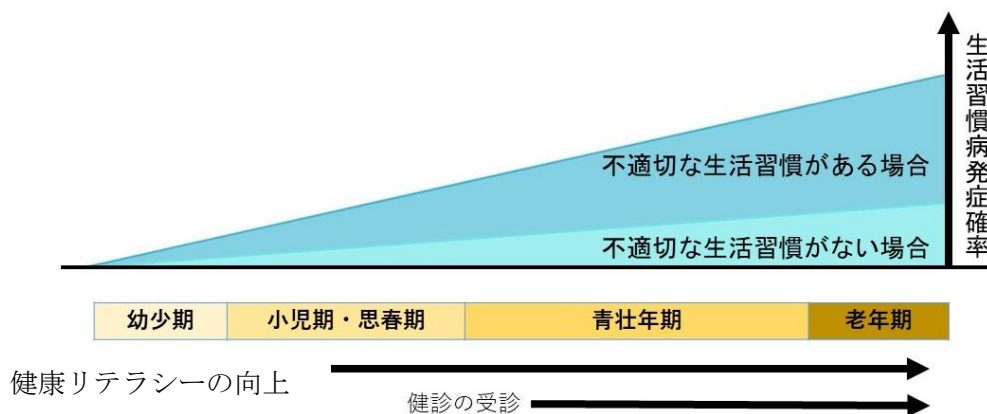 生活習慣病発症確率
不適切な生活習慣がある場合
不適切な生活習慣がない場合
幼少期
小児期・思春期
青壮年期
老年期
健康リテラシーの向上
健診の受診